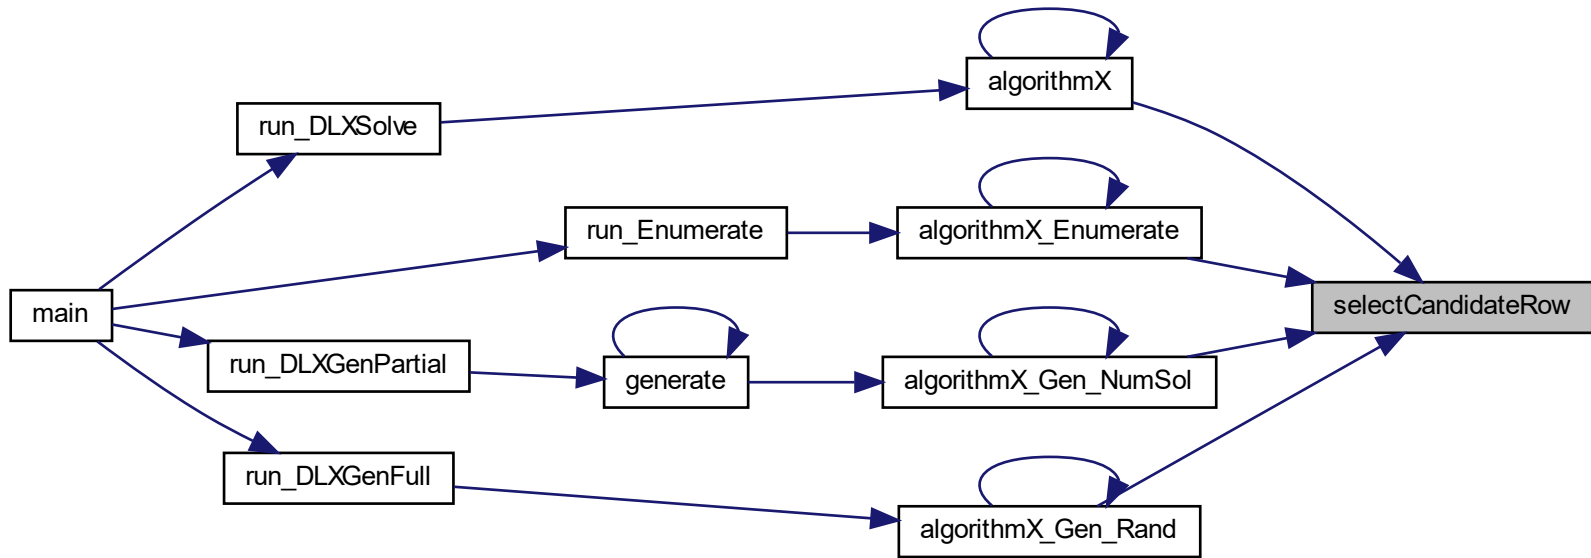 algorithmX
run_DLXSolve
run_Enumerate
algorithmX_Enumerate
main
selectCandidateRow
run_DLXGenPartial
generate
algorithmX_Gen_NumSol
run_DLXGenFull
algorithmX_Gen_Rand